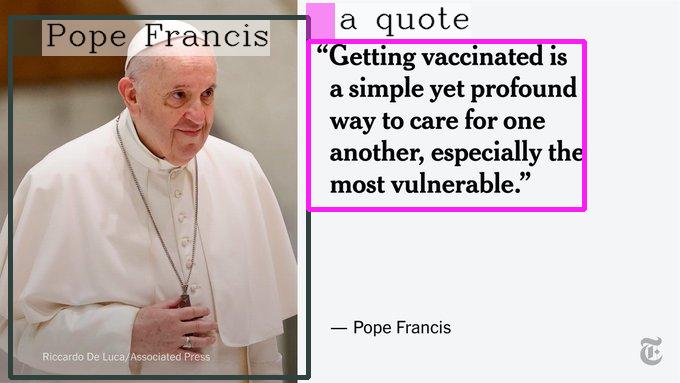 Pope Francis
a quote
“Getting vaccinated is
a simple yet profound
way to care for one
another, especially the
most vulnerable.”
— Pope Francis
Riccardo De Luca/Associated Press
T